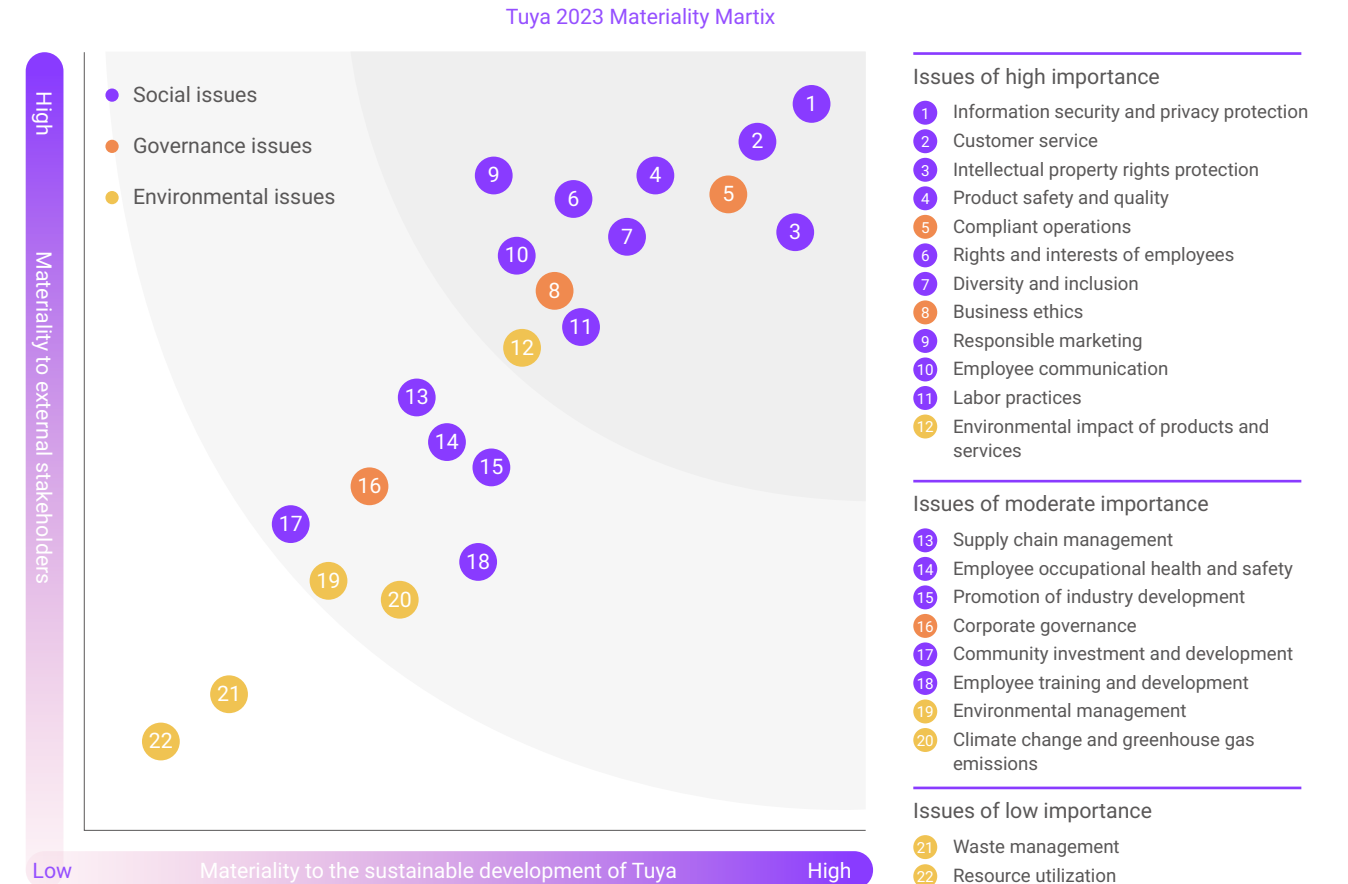 Tuya 2023 Materiality Martix
High
Materiality to external stakeholders
Low
Social issues
Governance issues
Environmental issues
1
2
9
4
5
6
3
7
10
8
11
12
13
14
15
16
17
18
19
20
21
22
Materiality to the sustainable development of Tuya
High
Issues of high importance
1 Information security and privacy protection
2 Customer service
3 Intellectual property rights protection
4 Product safety and quality
5 Compliant operations
6 Rights and interests of employees
7 Diversity and inclusion
8 Business ethics
9 Responsible marketing
10 Employee communication
11 Labor practices
12 Environmental impact of products and
services
Issues of moderate importance
13 Supply chain management
14 Employee occupational health and safety
15 Promotion of industry development
16 Corporate governance
17 Community investment and development
18 Employee training and development
19 Environmental management
20 Climate change and greenhouse gas
emissions
Issues of low importance
21 Waste management
22 Resource utilization